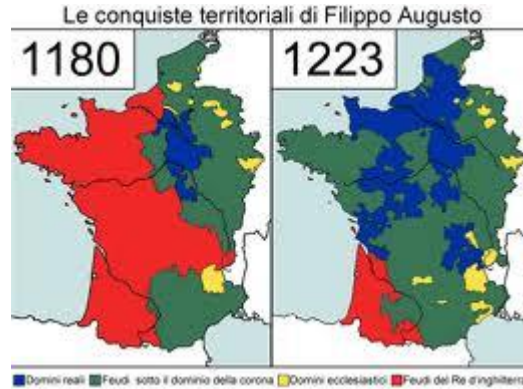 Le conquiste territoriali di Filippo Augusto
1180
1223
Domini reali Feudi sotto il dominio della corona Domini ecclesiastici Feudi del Re d'inghilterra